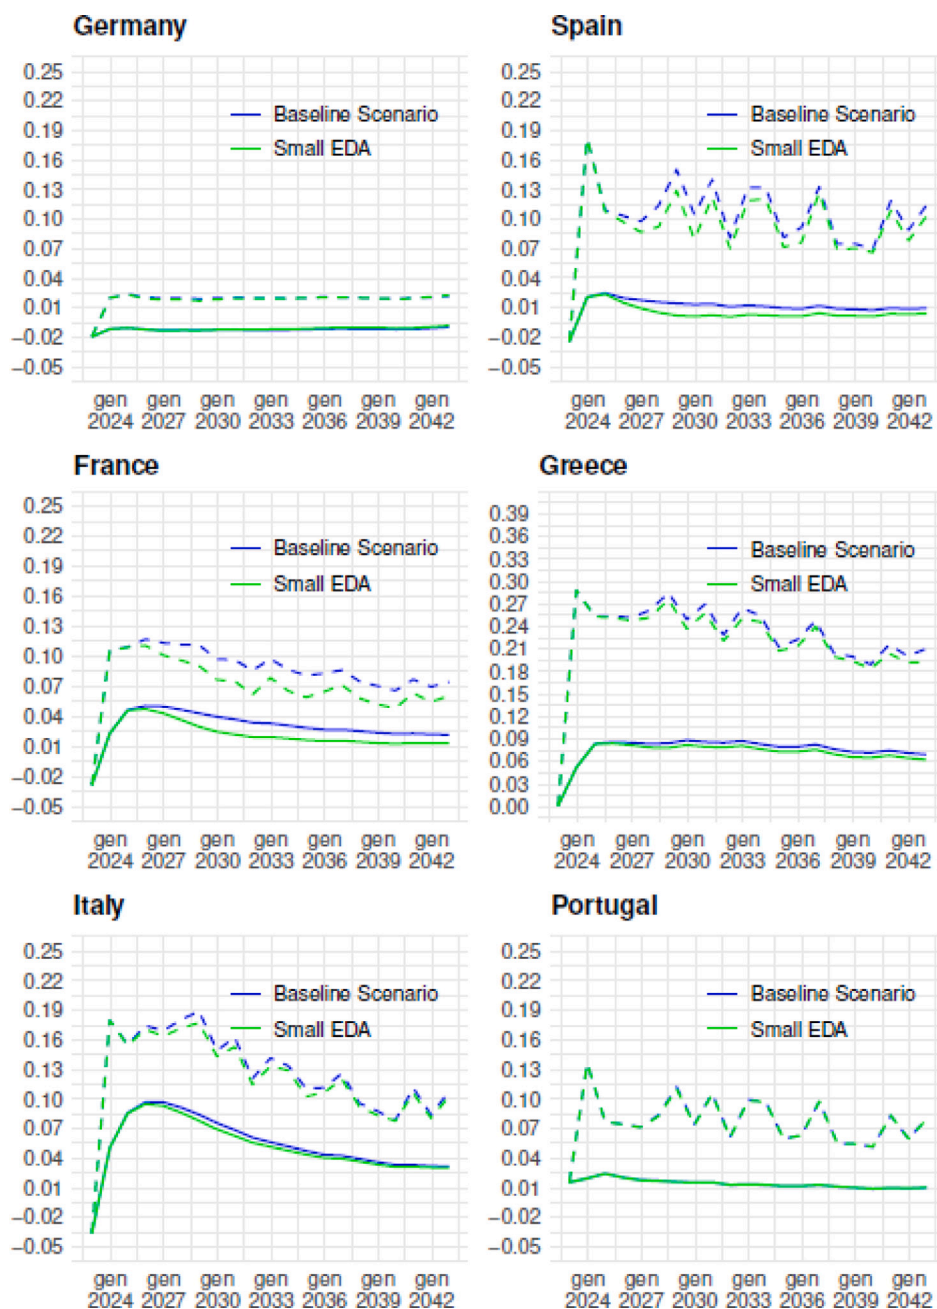 Germany
0.25
0.22
0.19
0.16
0.13
0.10
0.07
0.04
0.01
−0.02
−0.05
Baseline Scenario
Small EDA
gen gen gen gen gen gen gen
2024 2027 2030 2033 2036 2039 2042
Spain
0.25
0.22
0.19
0.16
0.13
0.10
0.07
0.04
0.01
−0.02
−0.05
Baseline Scenario
Small EDA
gen gen gen gen gen gen gen
2024 2027 2030 2033 2036 2039 2042
France
0.25
0.22
0.19
0.16
0.13
0.10
0.07
0.04
0.01
−0.02
−0.05
Baseline Scenario
Small EDA
gen gen gen gen gen gen gen
2024 2027 2030 2033 2036 2039 2042
Greece
0.39
0.36
0.33
0.30
0.27
0.24
0.21
0.18
0.15
0.12
0.09
0.06
0.03
0.00
Baseline Scenario
Small EDA
gen gen gen gen gen gen gen
2024 2027 2030 2033 2036 2039 2042
Italy
0.25
0.22
0.19
0.16
0.13
0.10
0.07
0.04
0.01
−0.02
−0.05
Baseline Scenario
Small EDA
gen gen gen gen gen gen gen
2024 2027 2030 2033 2036 2039 2042
Portugal
0.25
0.22
0.19
0.16
0.13
0.10
0.07
0.04
0.01
−0.02
−0.05
Baseline Scenario
Small EDA
gen gen gen gen gen gen gen
2024 2027 2030 2033 2036 2039 2042